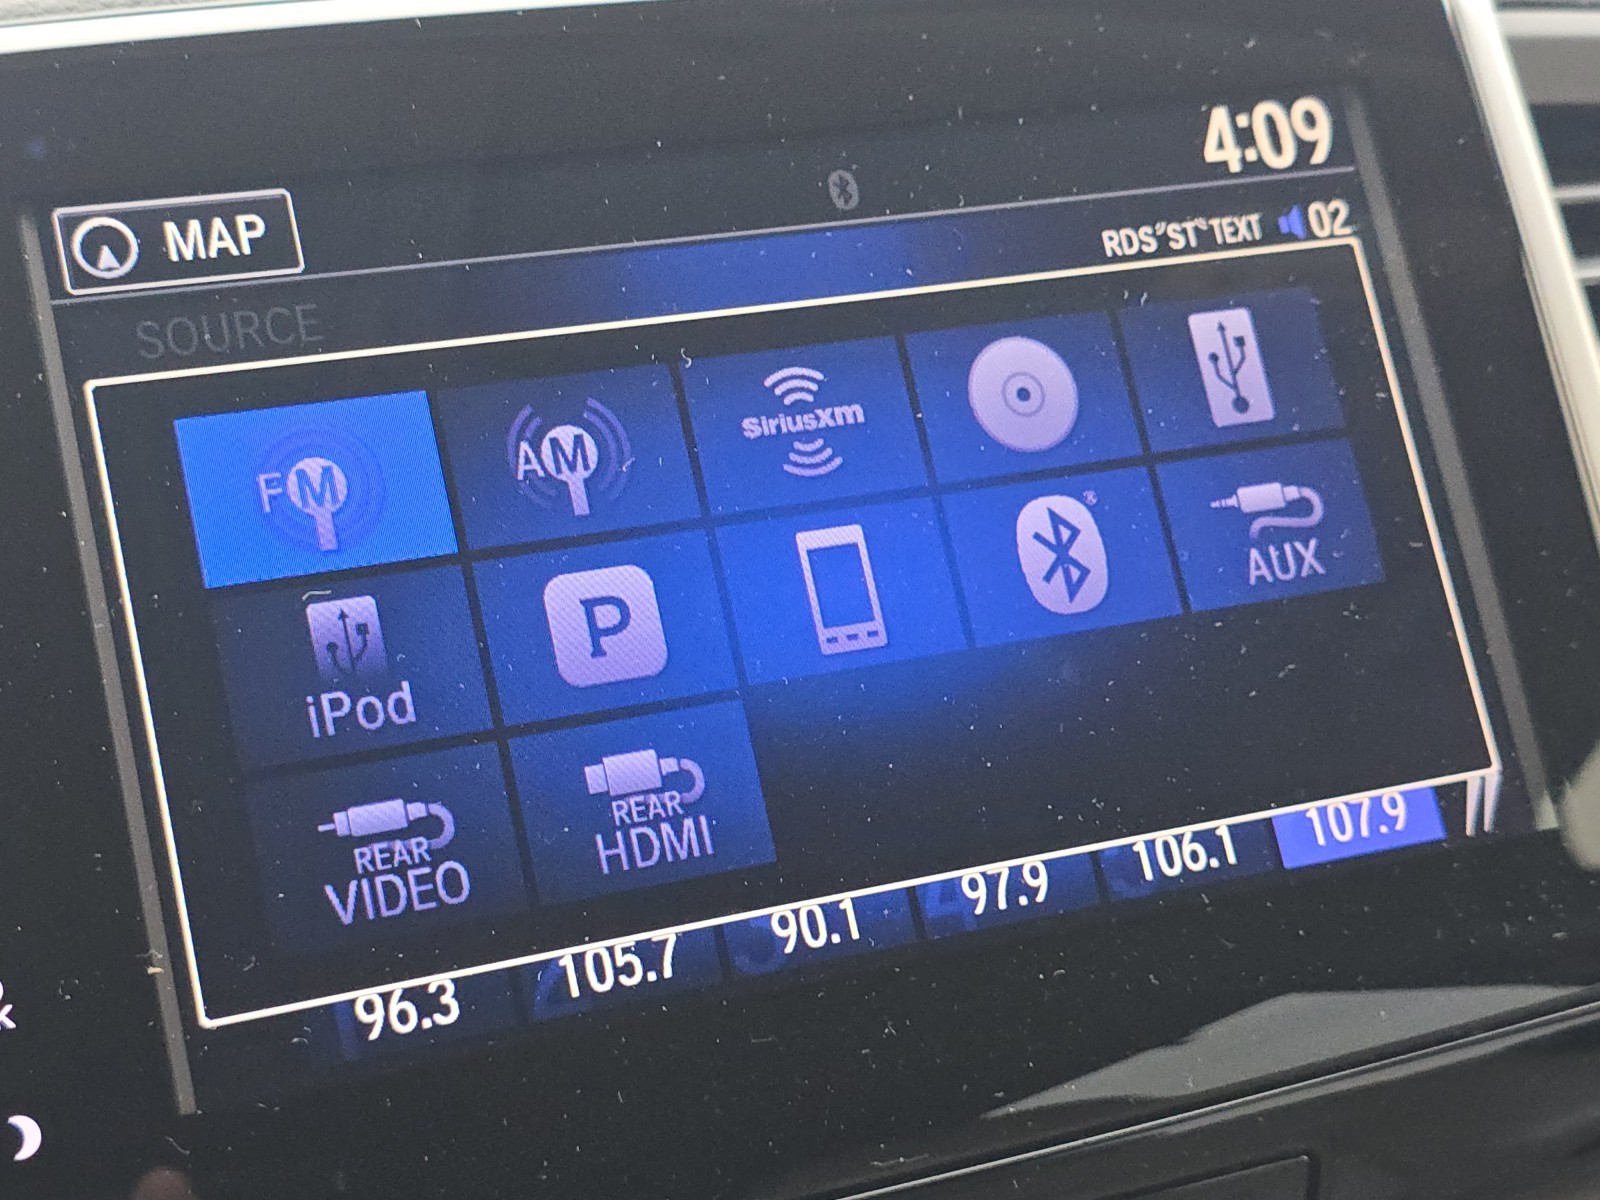 4:09
MAP
RDS "ST" TEXT 02
SOURCE
FM
AM
SiriusXm
iPod
P
®
AUX
REAR
VIDEO
REAR
HDMI
96.3
105.7
90.1
97.9
106.1
107.9